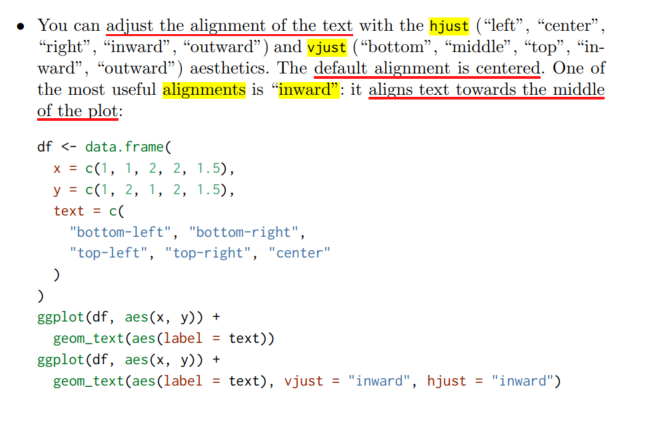 • You can adjust the alignment of the text with the hjust (“left”, “center”,
“right”, “inward”, “outward”) and vjust (“bottom”, “middle”, “top”, “in-
ward”, “outward”) aesthetics. The default alignment is centered. One of
the most useful alignments is “inward”: it aligns text towards the middle
of the plot:
df <- data.frame(
  x = c(1, 1, 2, 2, 1.5),
  y = c(1, 2, 1, 2, 1.5),
  text = c(
    "bottom-left", "bottom-right",
    "top-left", "top-right", "center"
  )
)
ggplot(df, aes(x, y)) +
  geom_text(aes(label = text))
ggplot(df, aes(x, y)) +
  geom_text(aes(label = text), vjust = "inward", hjust = "inward")